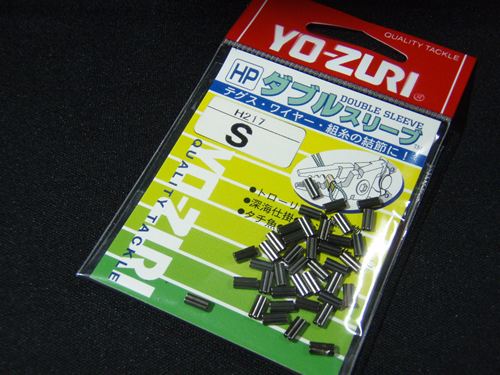 YO-ZURI®
QUALITY TACKLE
HP ダブルスリーブ
DOUBLE SLEEVE
テグス・ワイヤー・組糸の結節に!
H217
S
●トローリ
●深海仕掛
●タチ魚
YO-ZURI
QUALITY TACKLE